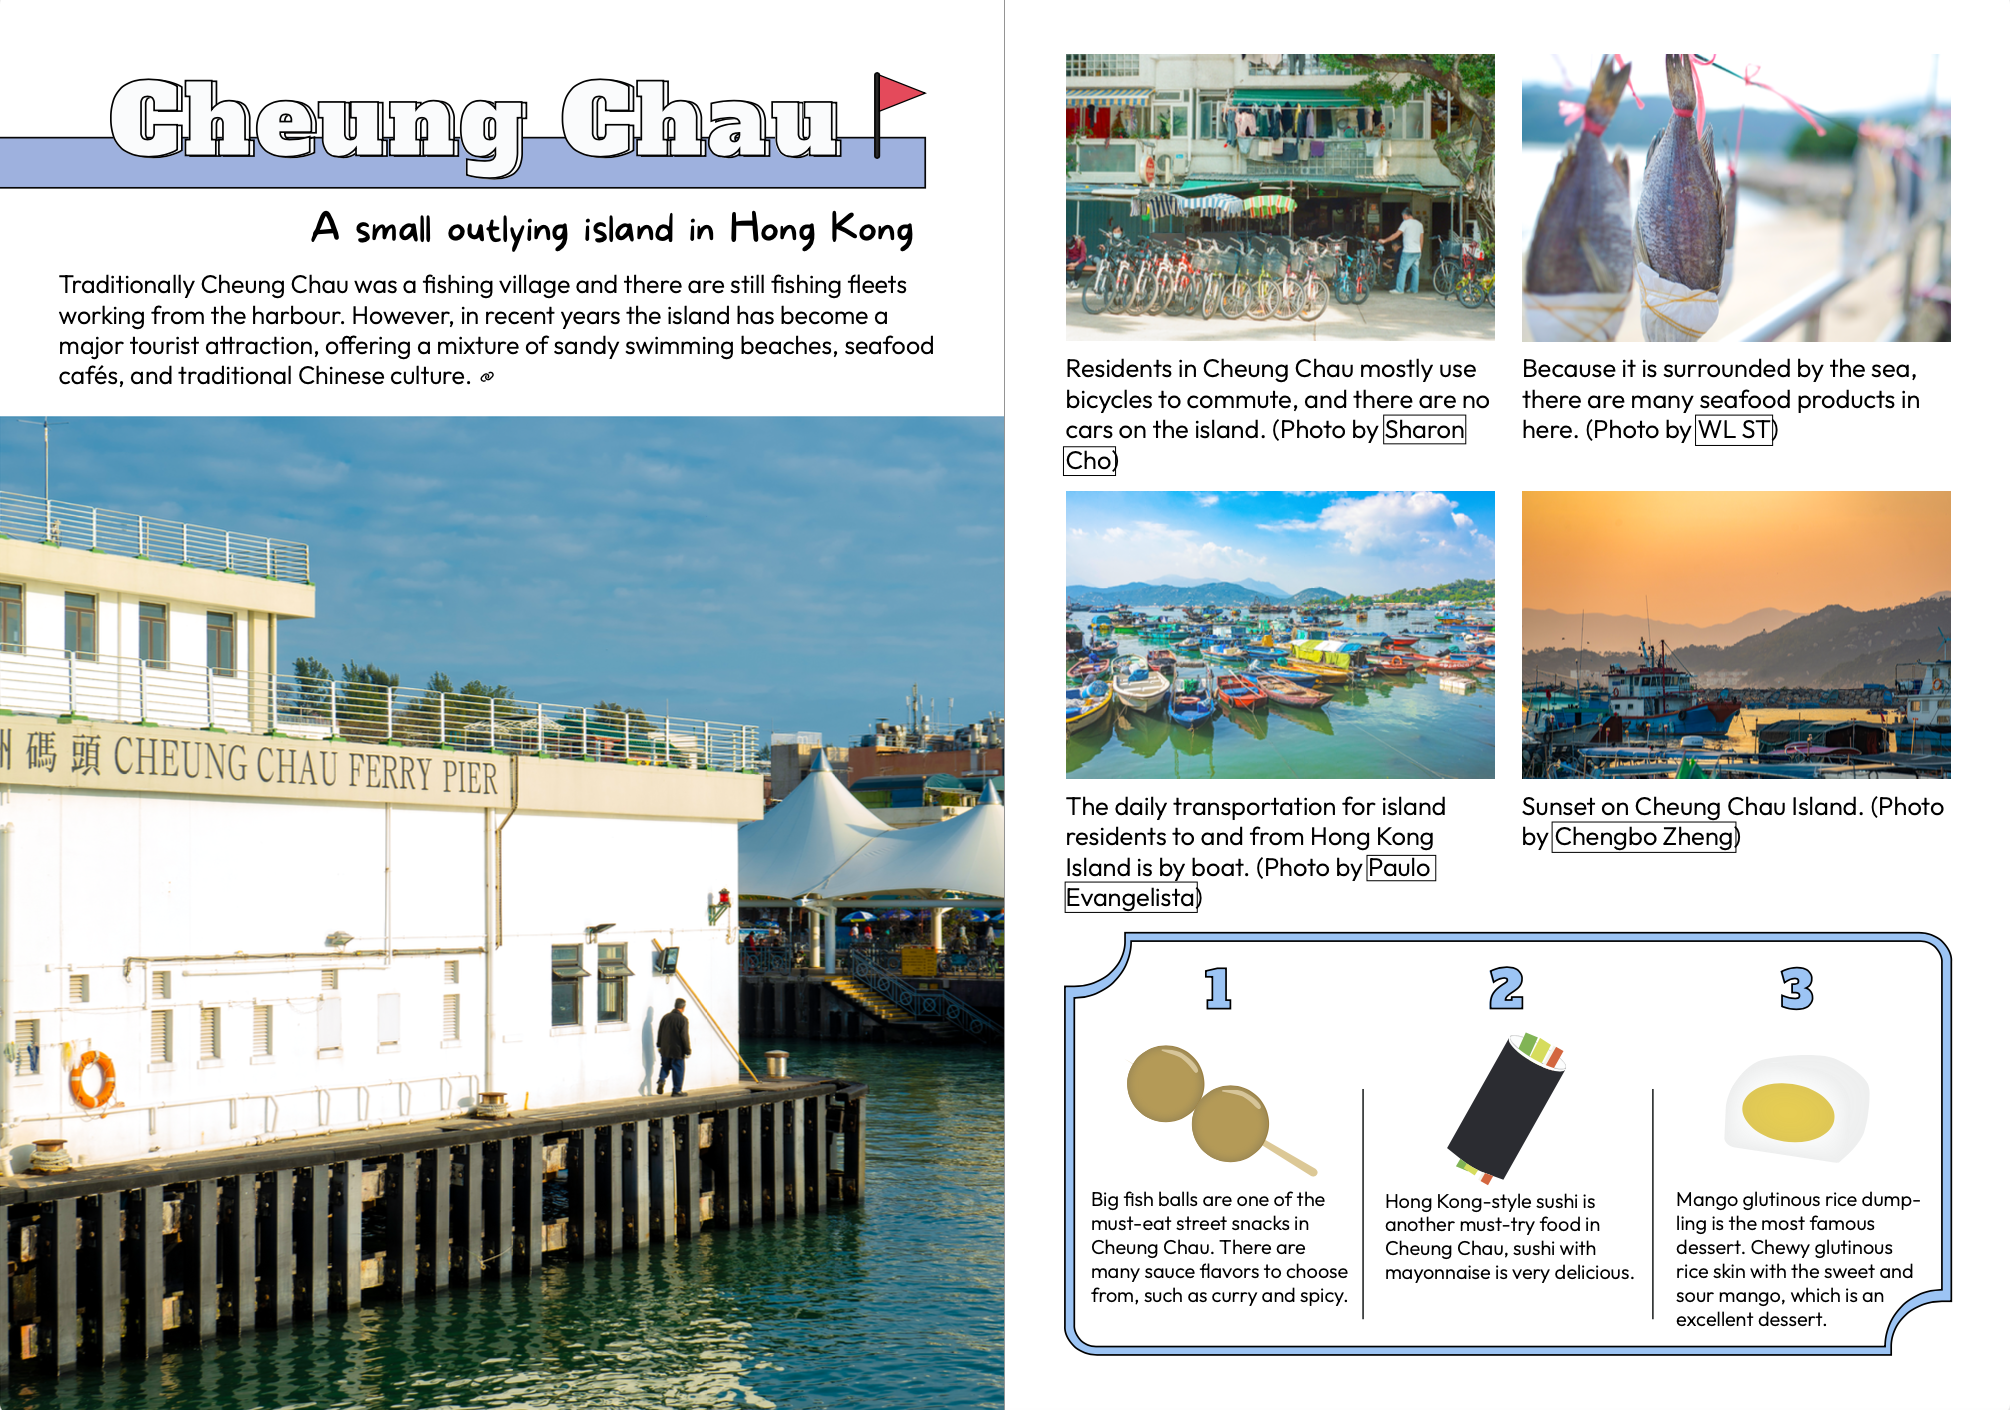 Cheung Chau
A small outlying island in Hong Kong
Traditionally Cheung Chau was a fishing village and there are still fishing fleets
working from the harbour. However, in recent years the island has become a
major tourist attraction, offering a mixture of sandy swimming beaches, seafood
cafés, and traditional Chinese culture.
碼頭 CHEUNG CHAU FERRY PIER
Residents in Cheung Chau mostly use
bicycles to commute, and there are no
cars on the island. (Photo by Sharon
Cho)
Because it is surrounded by the sea,
there are many seafood products in
here. (Photo by WL ST)
The daily transportation for island
residents to and from Hong Kong
Island is by boat. (Photo by Paulo
Evangelista)
Sunset on Cheung Chau Island. (Photo
by Chengbo Zheng)
1
Big fish balls are one of the
must-eat street snacks in
Cheung Chau. There are
many sauce flavors to choose
from, such as curry and spicy.
2
Hong Kong-style sushi is
another must-try food in
Cheung Chau, sushi with
mayonnaise is very delicious.
3
Mango glutinous rice dump-
ling is the most famous
dessert. Chewy glutinous
rice skin with the sweet and
sour mango, which is an
excellent dessert.